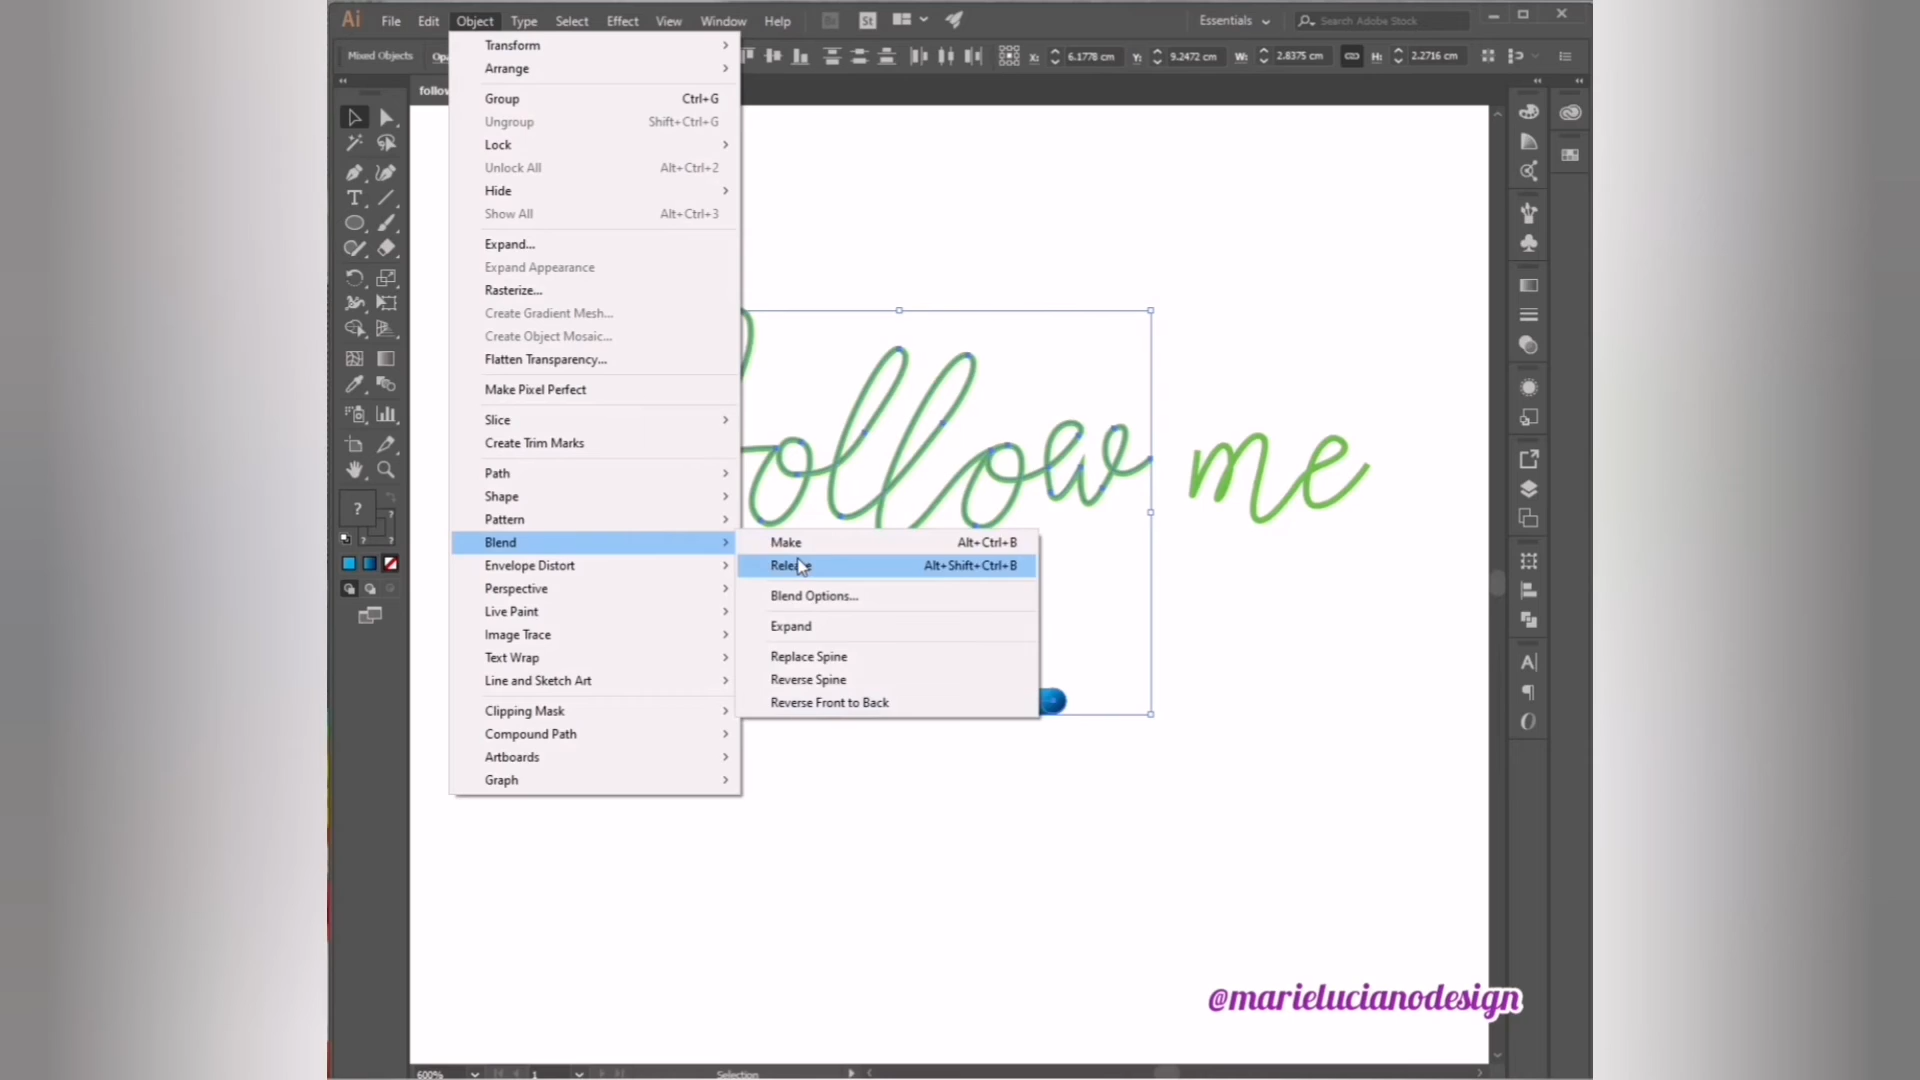 Ai File Edit Object Type Select Effect View Window Help St Essentials Search Adobe Stock
Mixed Objects X: 6.1778 cm Y: 9.2472 cm W: 2.8375 cm H: 2.2716 cm
Transform
Arrange
Group Ctrl+G
Ungroup Shift+Ctrl+G
Lock
Unlock All Alt+Ctrl+2
Hide
Show All Alt+Ctrl+3
Expand...
Expand Appearance
Rasterize...
Create Gradient Mesh...
Create Object Mosaic...
Flatten Transparency...
Make Pixel Perfect
Slice
Create Trim Marks
Path
Shape
Pattern
Blend
Envelope Distort
Perspective
Live Paint
Image Trace
Text Wrap
Line and Sketch Art
Clipping Mask
Compound Path
Artboards
Graph
Make Alt+Ctrl+B
Release Alt+Shift+Ctrl+B
Blend Options...
Expand
Replace Spine
Reverse Spine
Reverse Front to Back
follow me
@marielucianodesign
600% 1 Selection